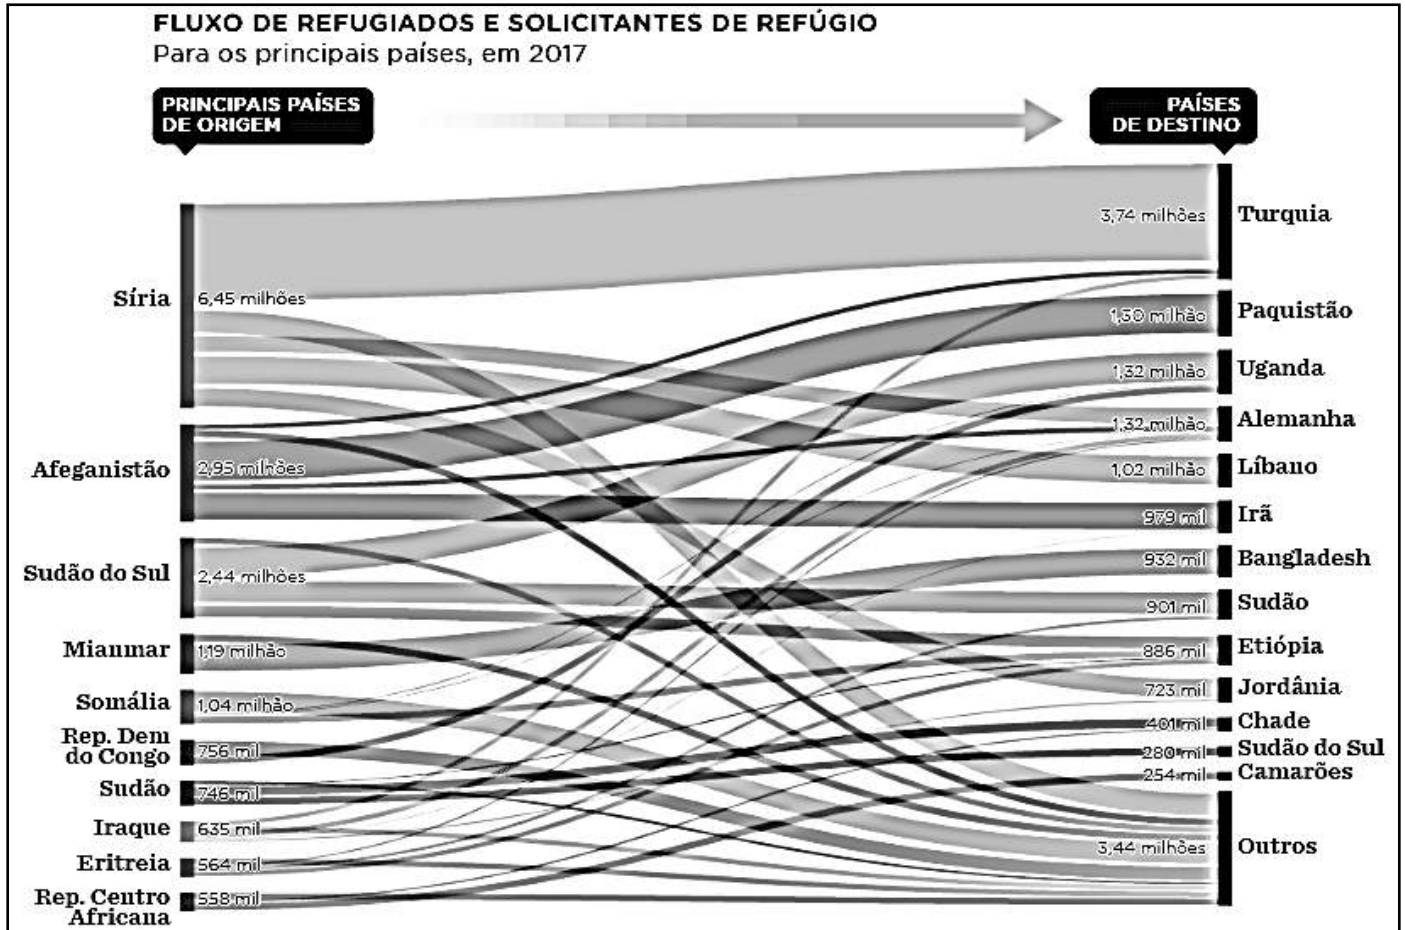 FLUXO DE REFUGIADOS E SOLICITANTES DE REFÚGIO
Para os principais países, em 2017
PRINCIPAIS PAÍSES
DE ORIGEM
PAÍSES
DE DESTINO
Síria
6,45 milhões
Afeganistão
2,95 milhões
Sudão do Sul
2,44 milhões
Mianmar
1,19 milhão
Somália
1,04 milhão
Rep. Dem
do Congo
756 mil
Sudão
746 mil
Iraque
635 mil
Eritreia
564 mil
Rep. Centro
Africana
558 mil
3,74 milhões
Turquia
1,30 milhão
Paquistão
1,32 milhão
Uganda
1,32 milhão
Alemanha
1,02 milhão
Líbano
979 mil
Irã
932 mil
Bangladesh
901 mil
Sudão
886 mil
Etiópia
723 mil
Jordânia
401 mil
Chade
280 mil
Sudão do Sul
254 mil
Camarões
3,44 milhões
Outros